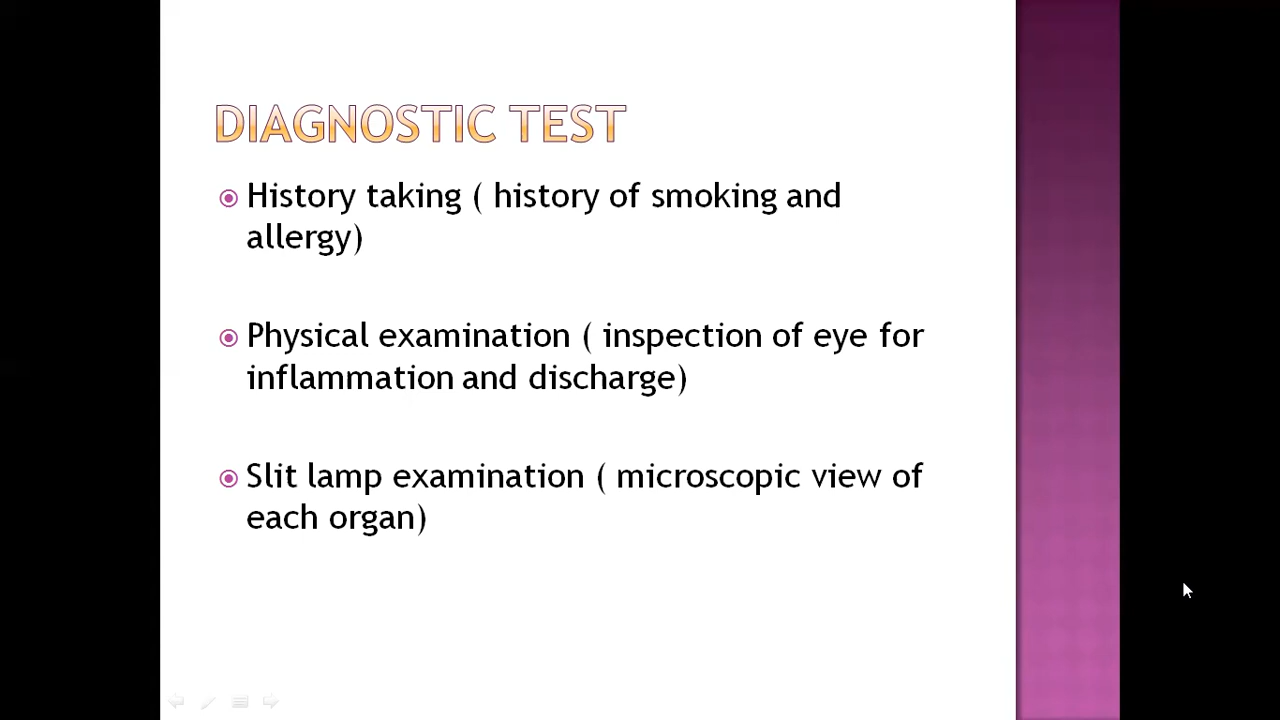 DIAGNOSTIC TEST
History taking ( history of smoking and
allergy)
Physical examination ( inspection of eye for
inflammation and discharge)
Slit lamp examination ( microscopic view of
each organ)